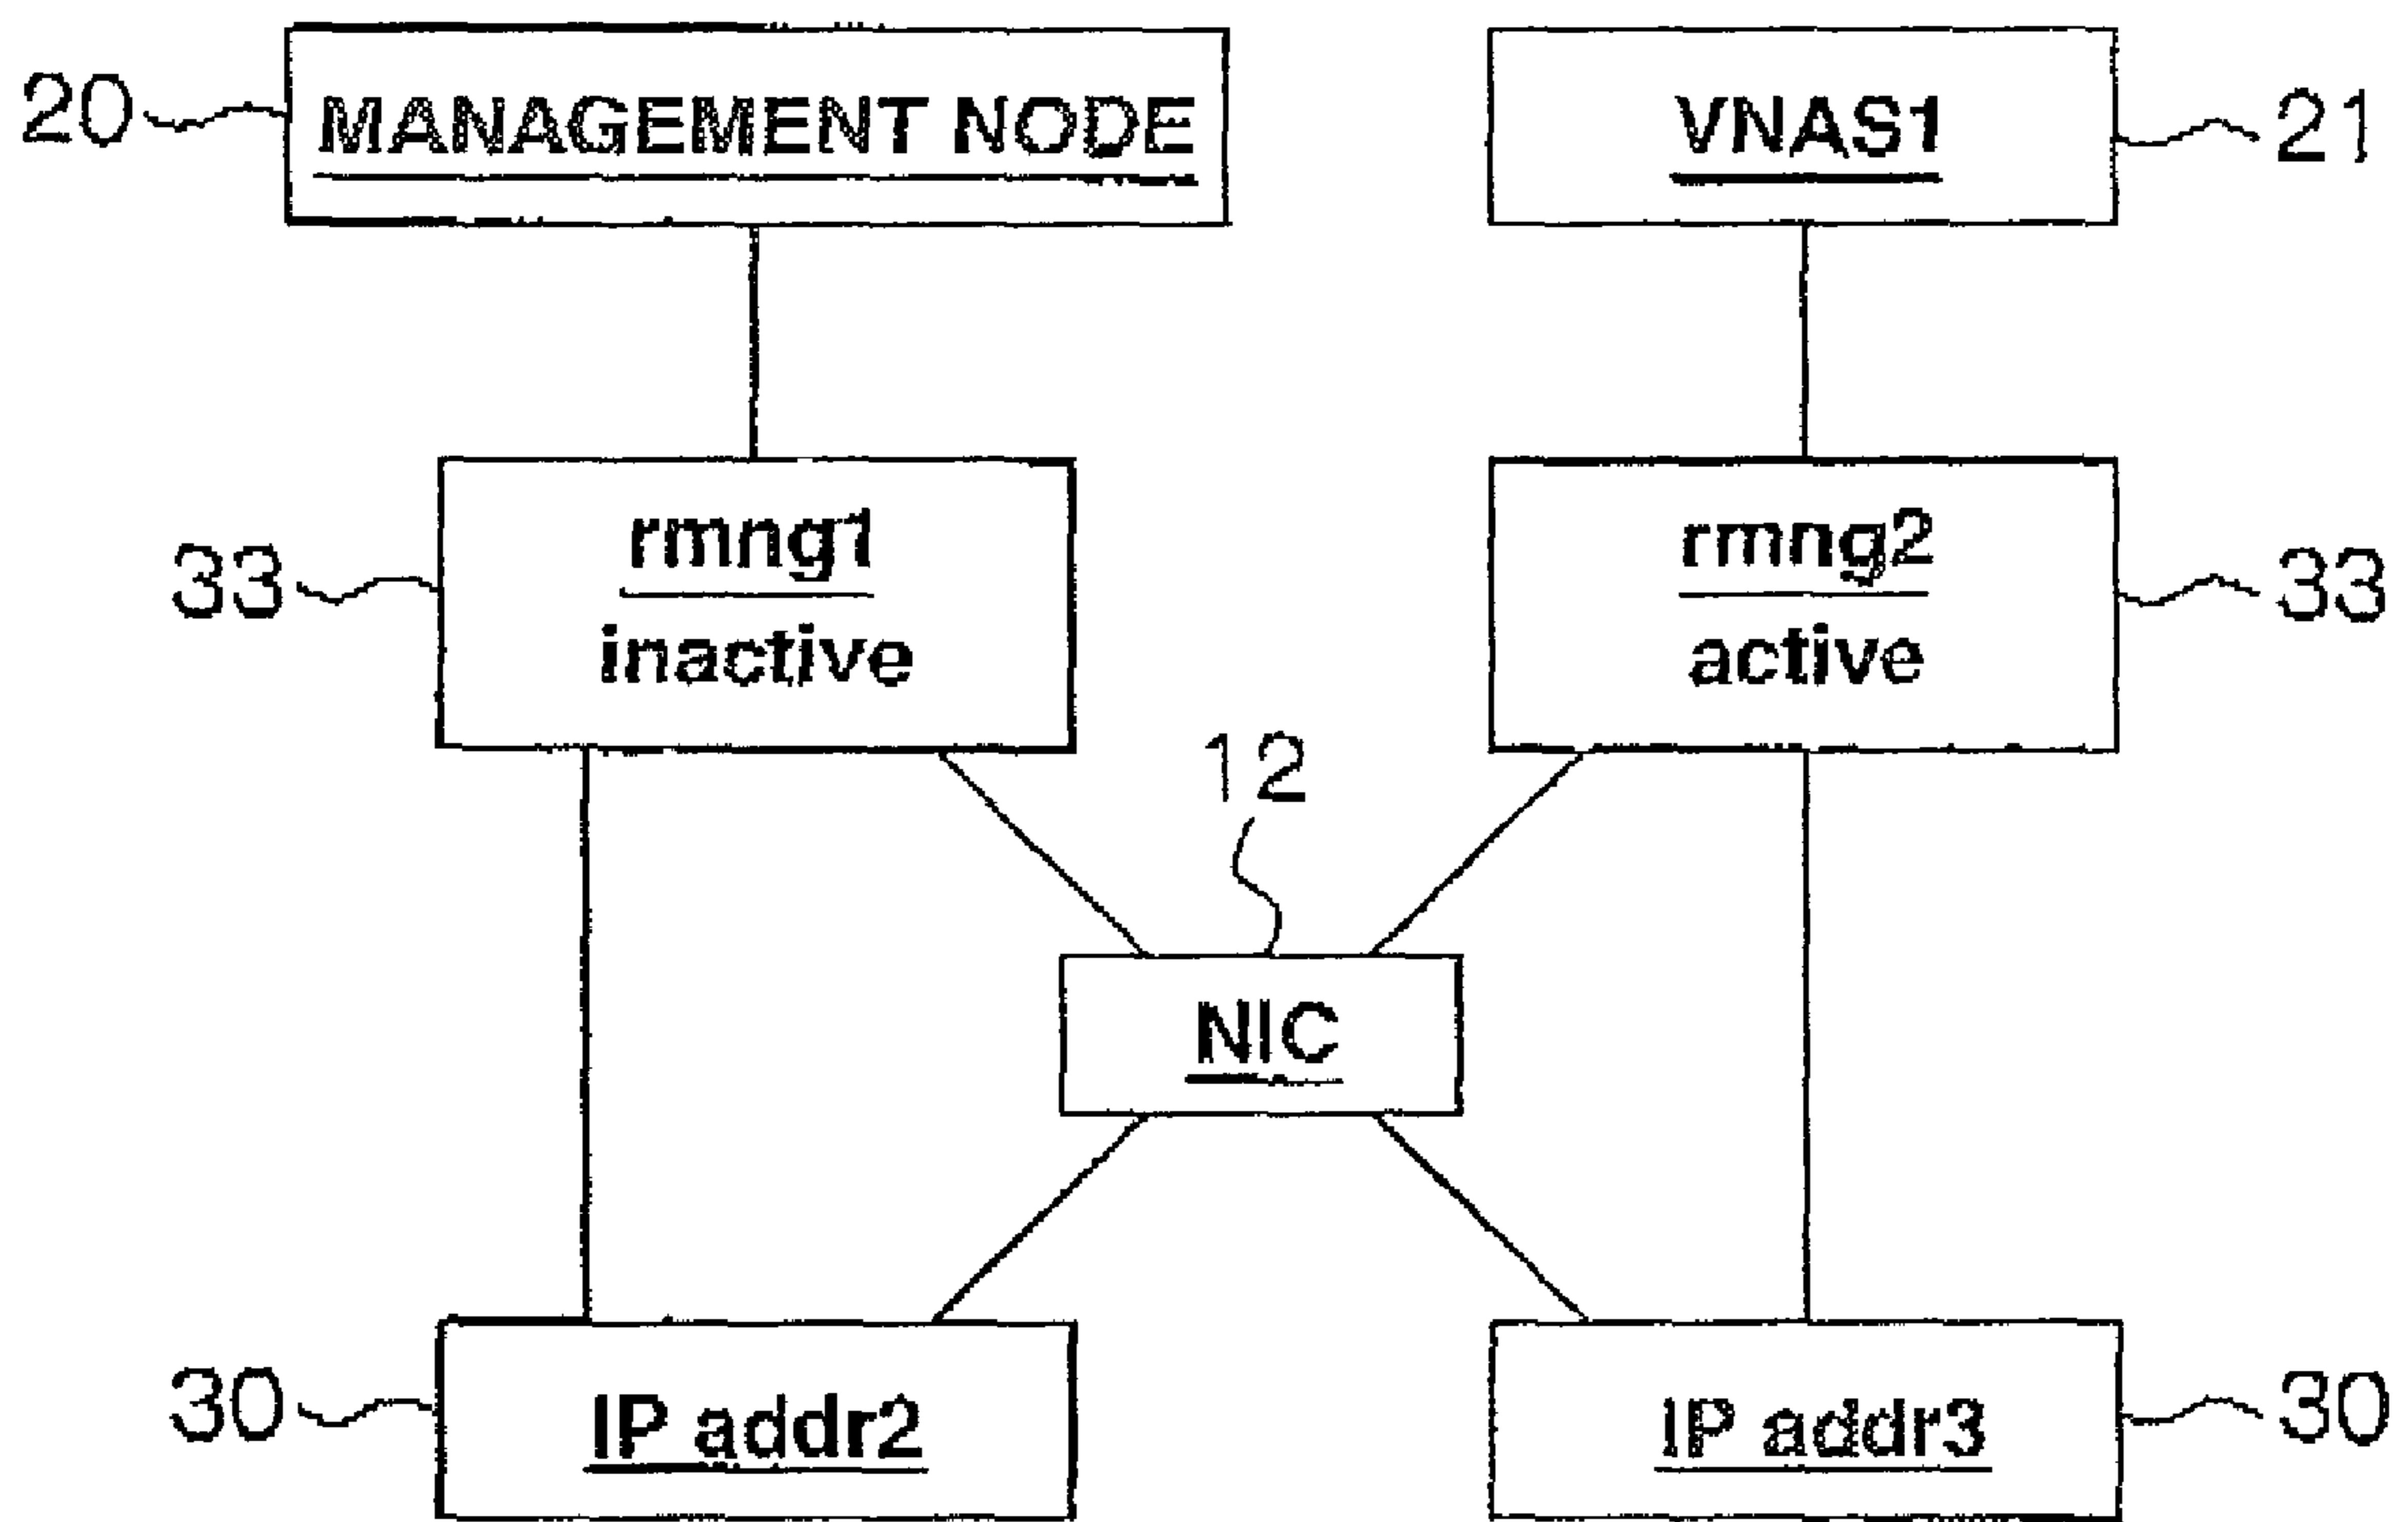 20
MANAGEMENT NODE
VNAS1
21
33
rmng1
inactive
rmng2
active
33
12
NIC
30
IP addr2
IP addr3
30